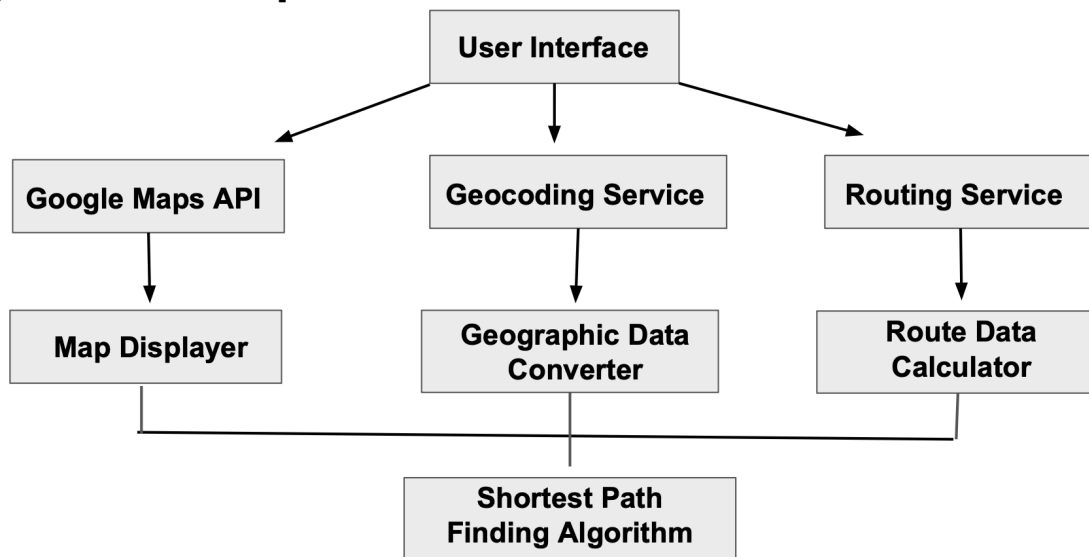 User Interface
Google Maps API
Geocoding Service
Routing Service
Map Displayer
Geographic Data
Converter
Route Data
Calculator
Shortest Path
Finding Algorithm